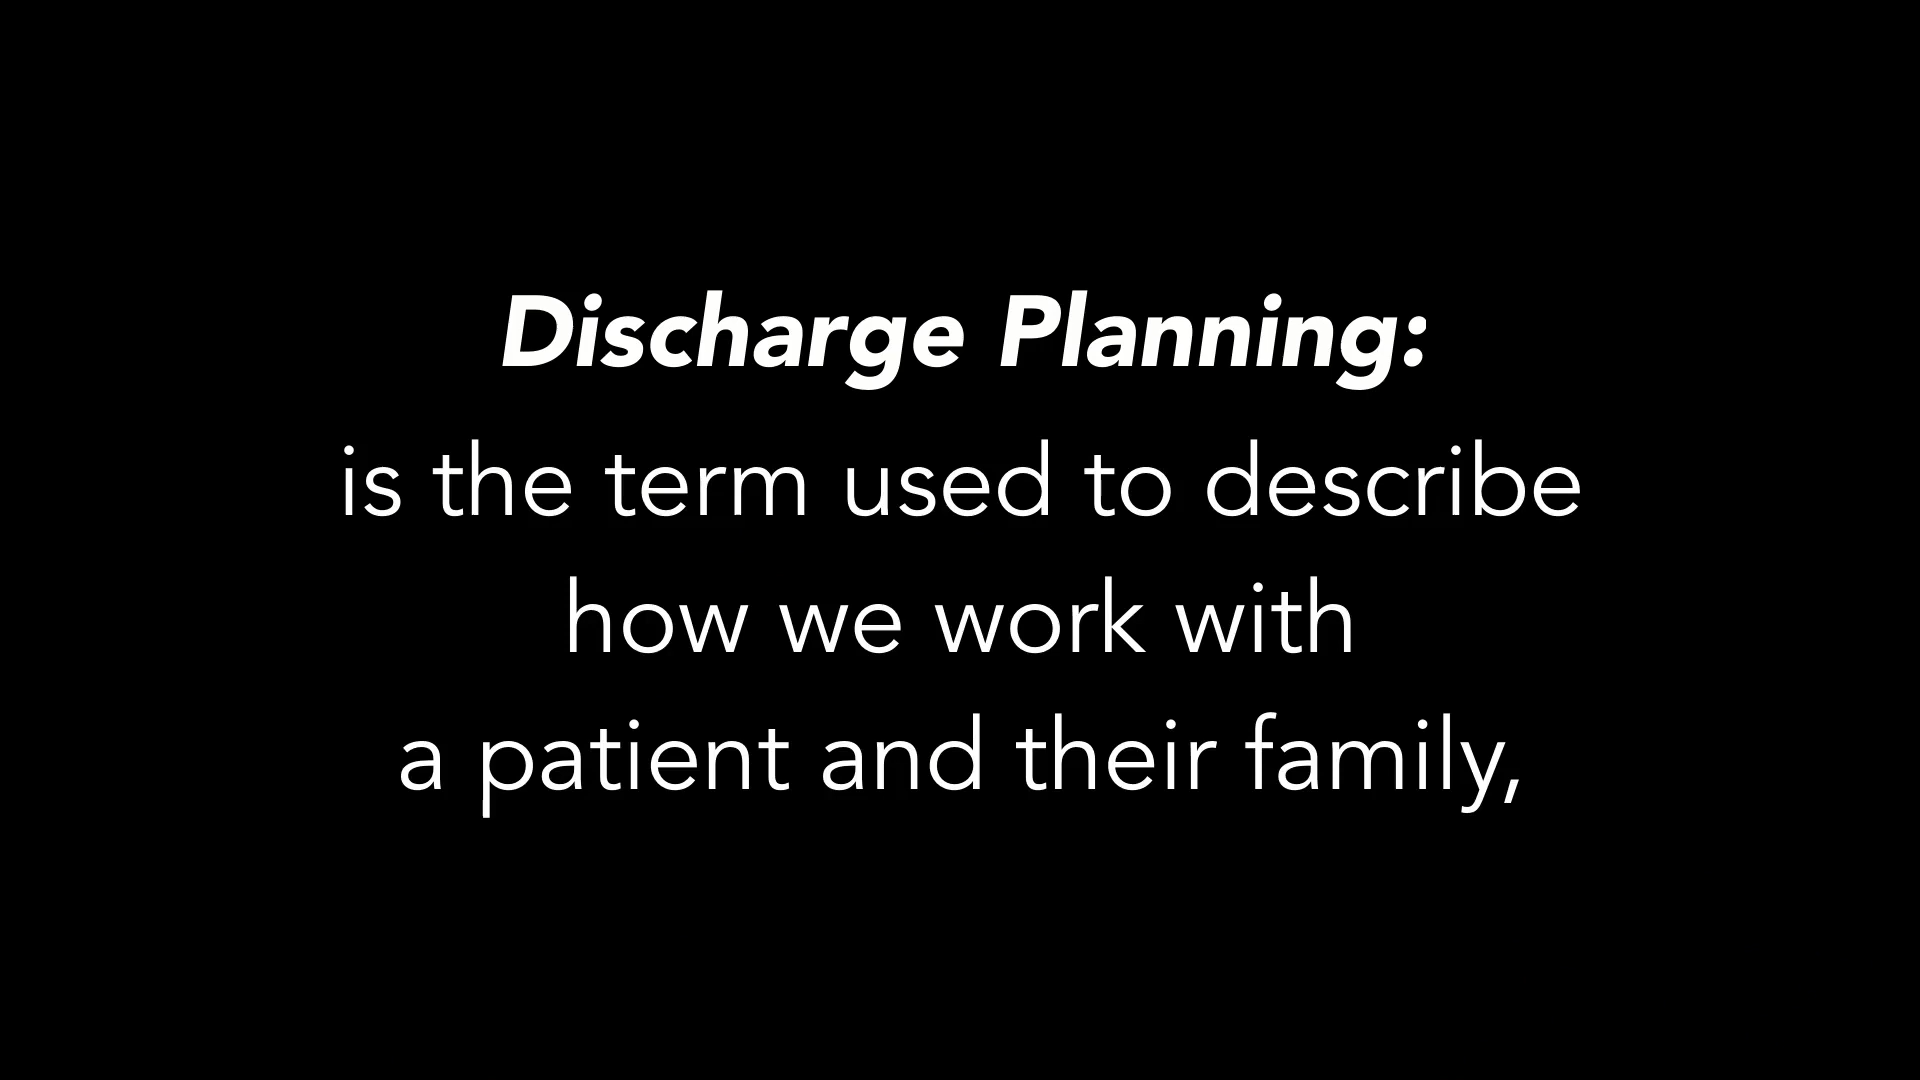 Discharge Planning:
is the term used to describe
how we work with
a patient and their family,